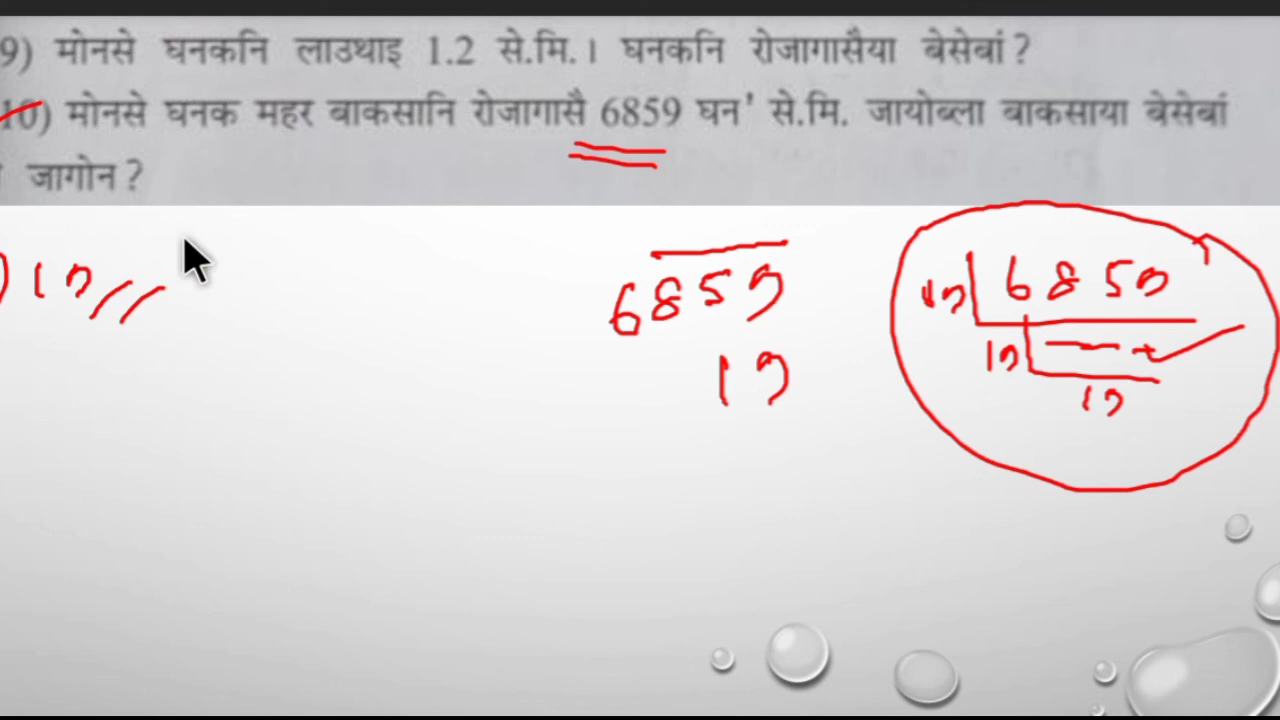 9) मोनसे घनकनि लाउथाइ 1.2 से.मि.। घनकनि रोजागासैया बेसेबां?
10) मोनसे घनक महर बाकसानि रोजागासै 6859 घन' से.मि. जायोब्ला बाकसाया बेसेबां
जागोन?
) 19
6859
19
19 6859
19
19